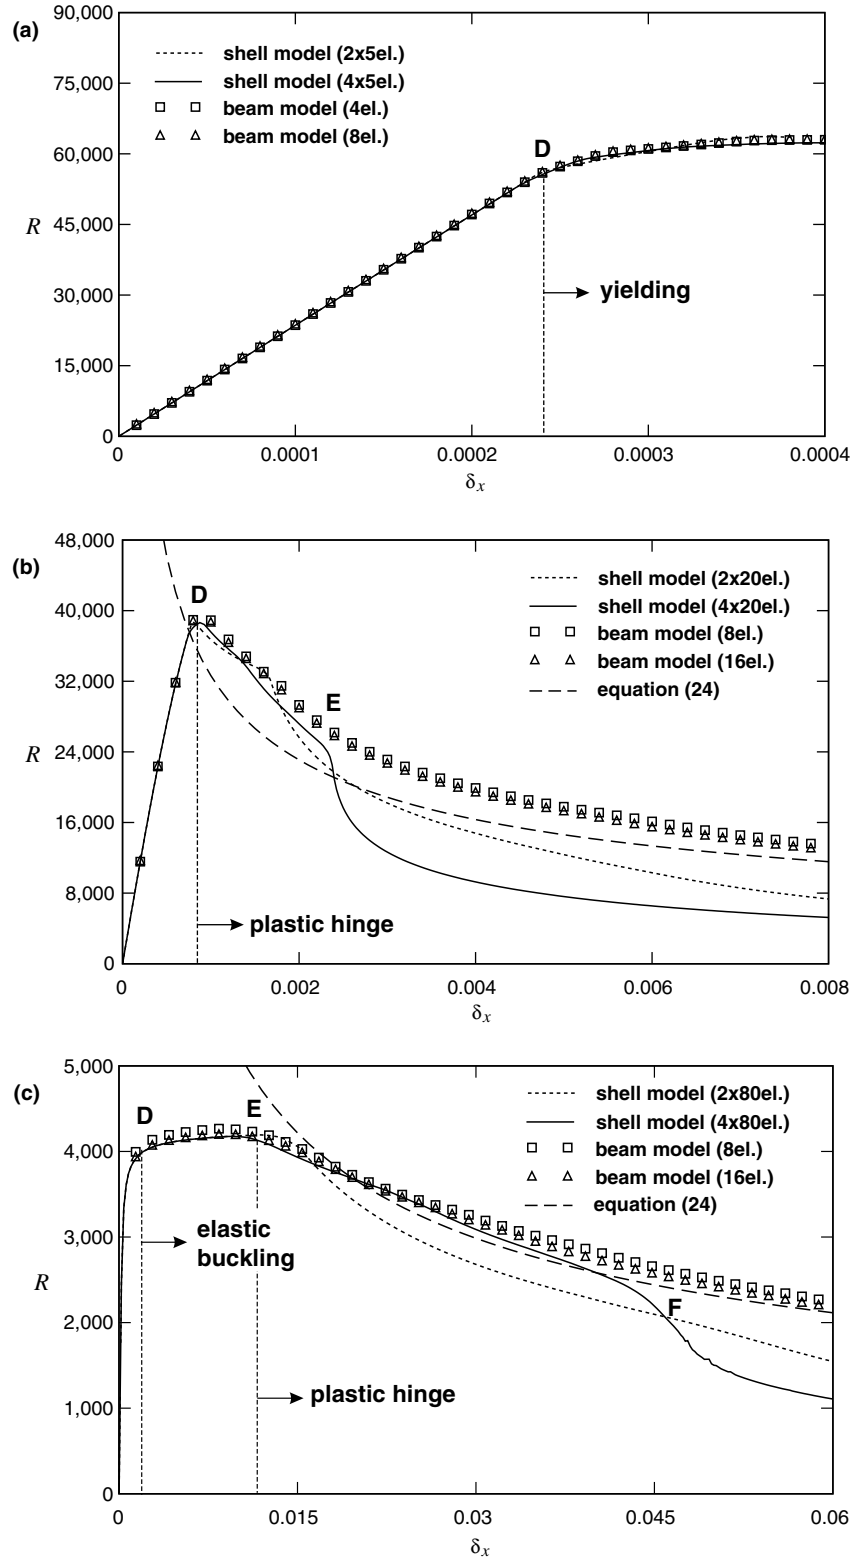 (a)
90,000
75,000
60,000
45,000
30,000
15,000
0
R
shell model (2x5el.)
shell model (4x5el.)
beam model (4el.)
beam model (8el.)
D
yielding
0
0.0001
0.0002
0.0003
0.0004
δx
(b)
48,000
40,000
32,000
24,000
16,000
8,000
0
R
shell model (2x20el.)
shell model (4x20el.)
beam model (8el.)
beam model (16el.)
equation (24)
D
E
plastic hinge
0
0.002
0.004
0.006
0.008
δx
(c)
5,000
4,000
3,000
2,000
1,000
0
R
shell model (2x80el.)
shell model (4x80el.)
beam model (8el.)
beam model (16el.)
equation (24)
D
E
elastic
buckling
F
plastic hinge
0
0.015
0.03
0.045
0.06
δx